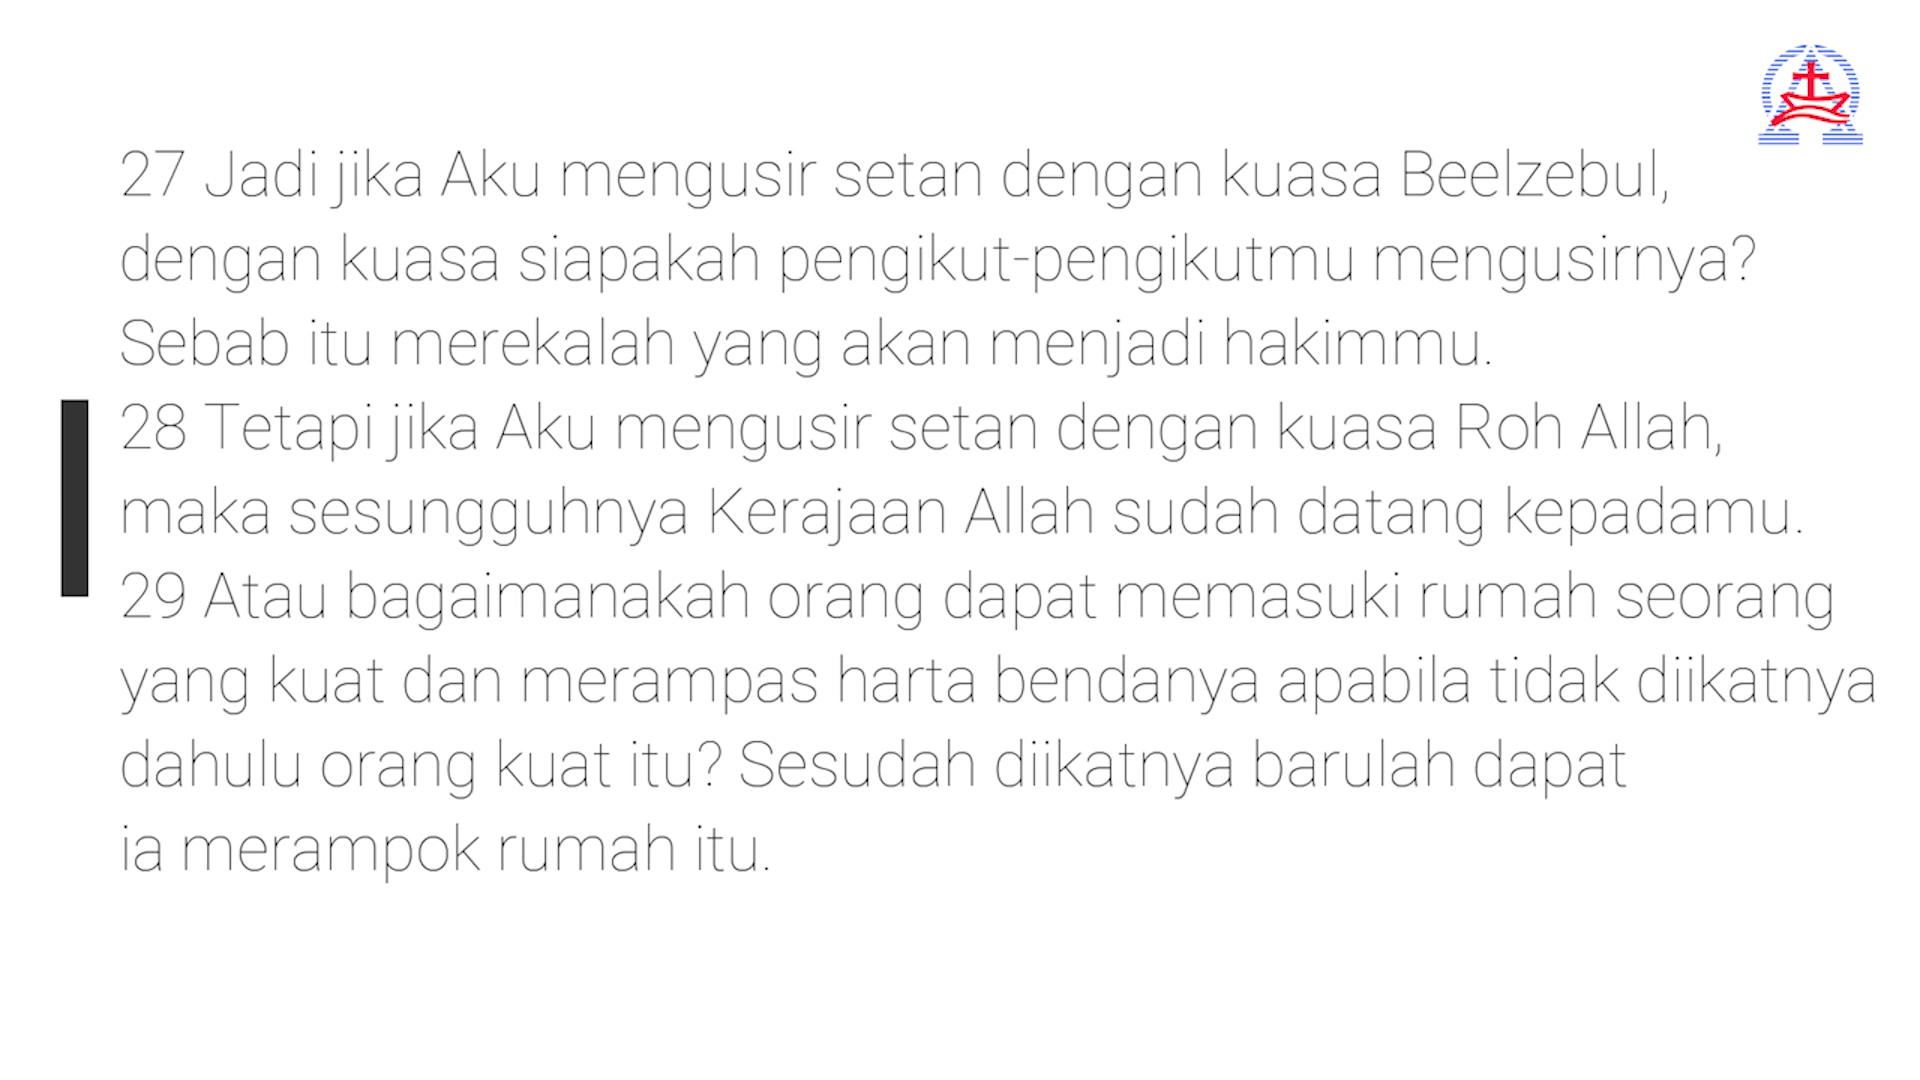 27 Jadi jika Aku mengusir setan dengan kuasa Beelzebul,
dengan kuasa siapakah pengikut-pengikutmu mengusirnya?
Sebab itu merekalah yang akan menjadi hakimmu.
28 Tetapi jika Aku mengusir setan dengan kuasa Roh Allah,
maka sesungguhnya Kerajaan Allah sudah datang kepadamu.
29 Atau bagaimanakah orang dapat memasuki rumah seorang
yang kuat dan merampas harta bendanya apabila tidak diikatnya
dahulu orang kuat itu? Sesudah diikatnya barulah dapat
ia merampok rumah itu.